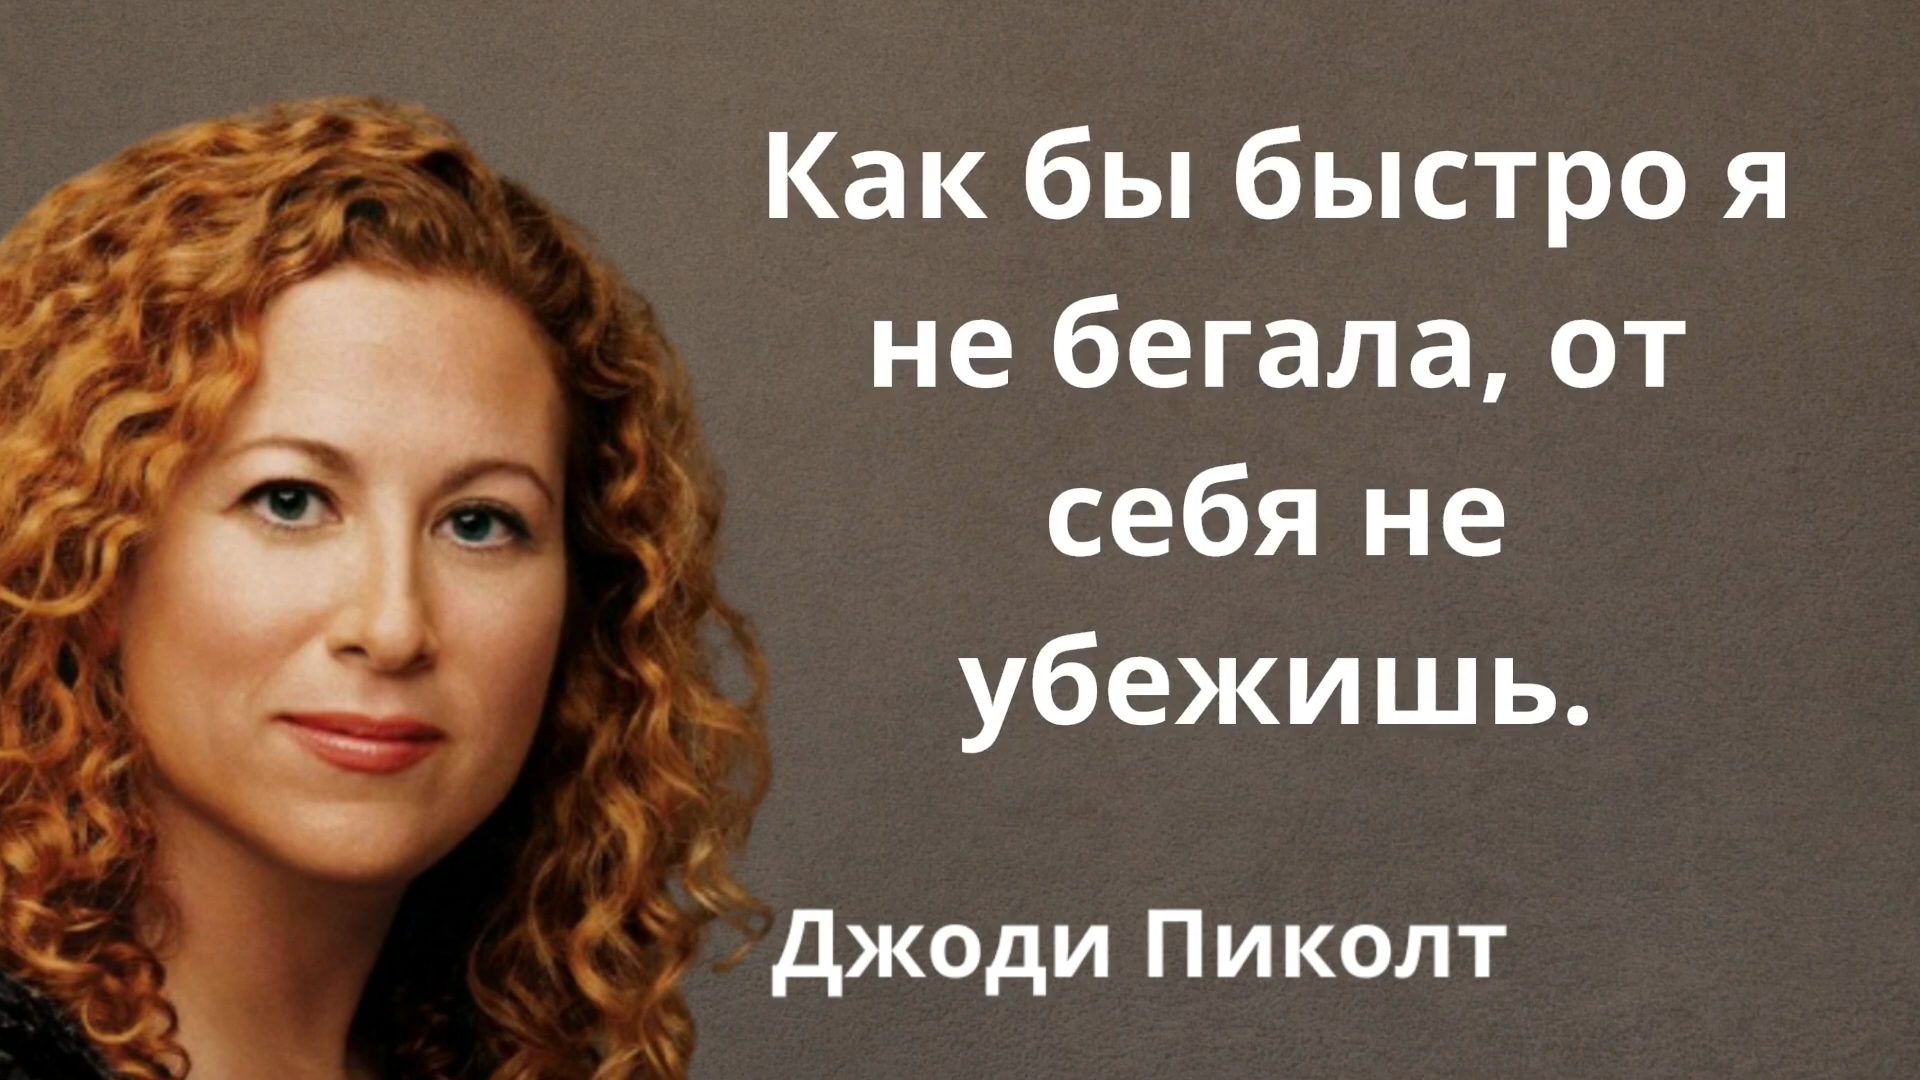 Как бы быстро я
не бегала, от
себя не
убежишь.
Джоди Пиколт